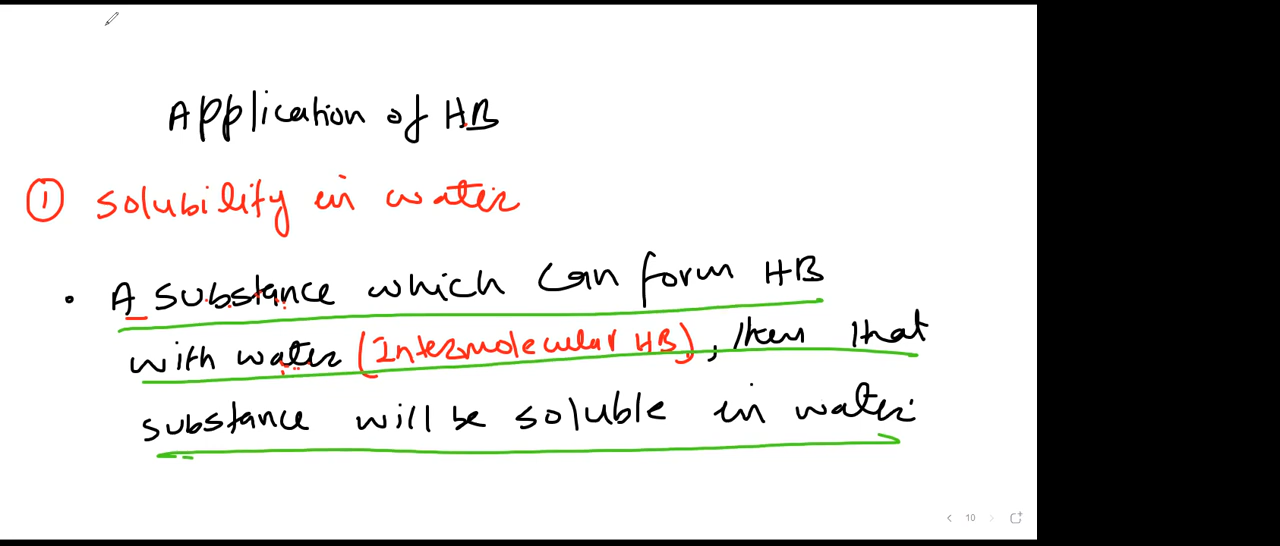 Application of HB
① Solubility in water
• A substance which can form HB
with water (Intermolecular HB), then that
substance will be soluble in water
10